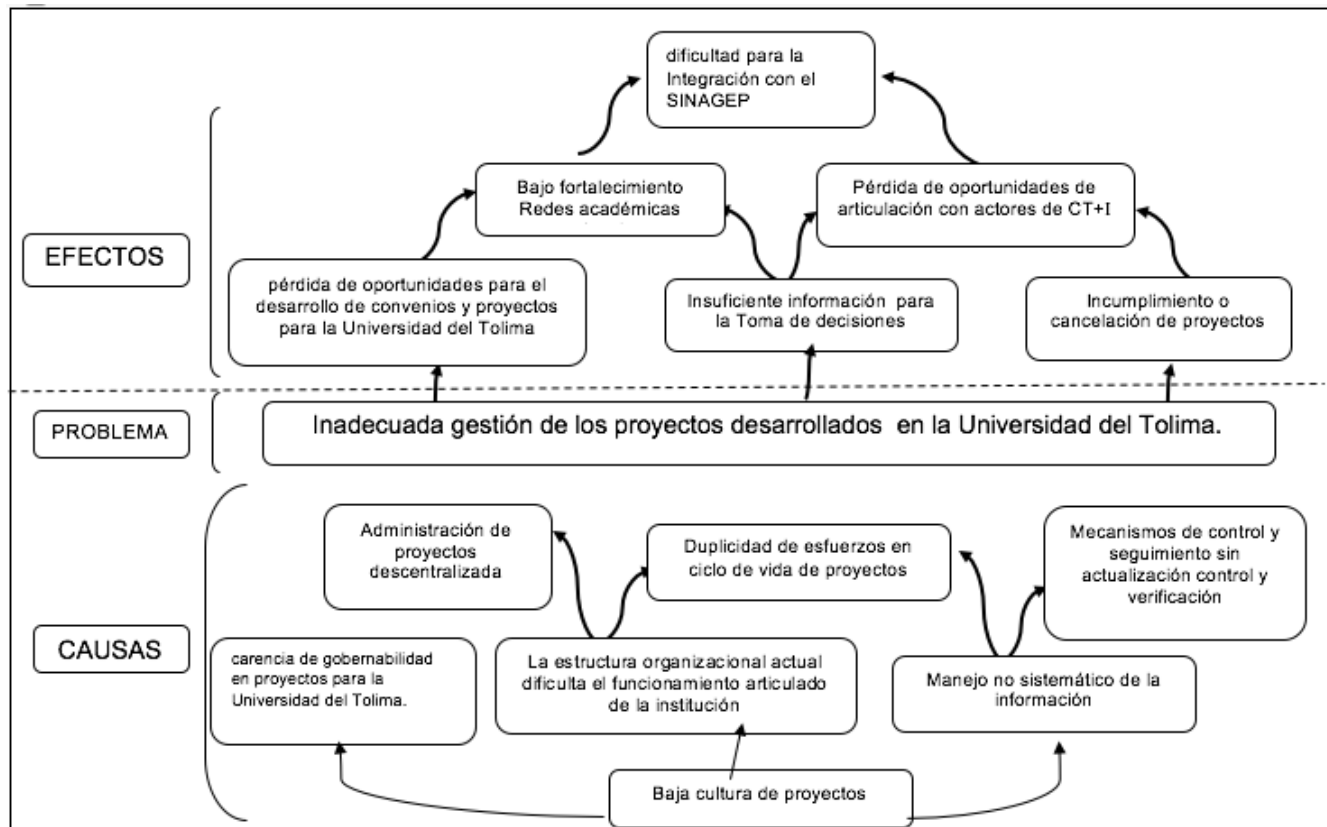 dificultad para la
Integración con el
SINAGEP
Bajo fortalecimiento
Redes académicas
Pérdida de oportunidades de
articulación con actores de CT+I
EFECTOS
pérdida de oportunidades para el
desarrollo de convenios y proyectos
para la Universidad del Tolima
Insuficiente información para
la Toma de decisiones
Incumplimiento o
cancelación de proyectos
PROBLEMA
Inadecuada gestión de los proyectos desarrollados en la Universidad del Tolima.
Administración de
proyectos
descentralizada
Duplicidad de esfuerzos en
ciclo de vida de proyectos
Mecanismos de control y
seguimiento sin
actualización control y
verificación
CAUSAS
carencia de gobernabilidad
en proyectos para la
Universidad del Tolima.
La estructura organizacional actual
dificulta el funcionamiento articulado
de la institución
Manejo no sistemático de la
información
Baja cultura de proyectos